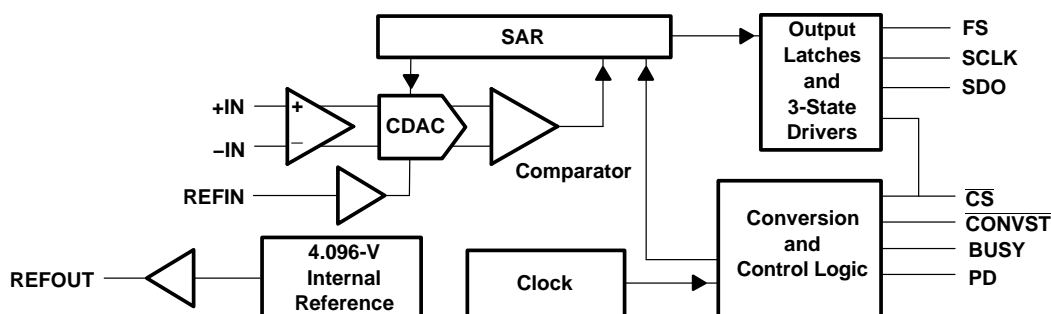 SAR
Output
Latches
and
3-State
Drivers
FS
SCLK
SDO
+IN
−IN
+
−
CDAC
Comparator
REFIN
Conversion
and
Control Logic
CS
CONVST
BUSY
PD
REFOUT
4.096-V
Internal
Reference
Clock